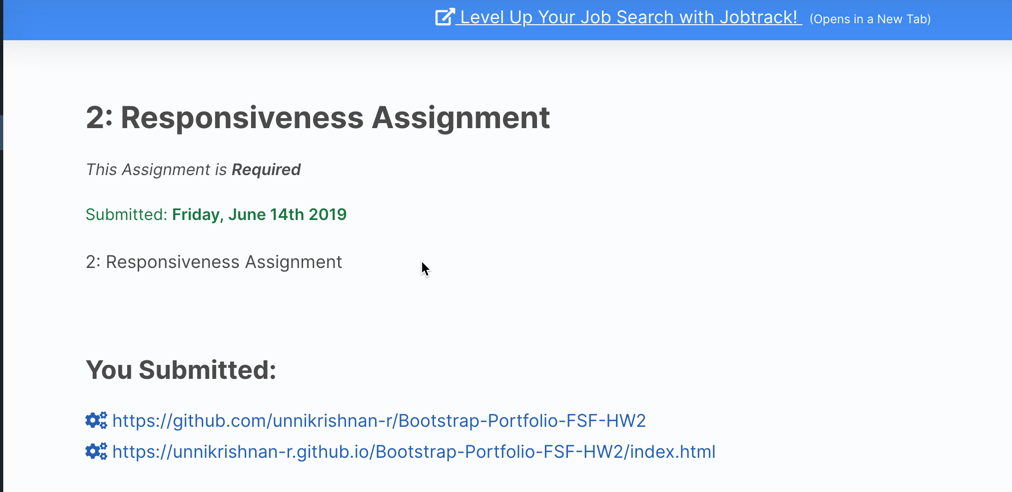 Level Up Your Job Search with Jobtrack! (Opens in a New Tab)
2: Responsiveness Assignment
This Assignment is Required
Submitted: Friday, June 14th 2019
2: Responsiveness Assignment
You Submitted:
https://github.com/unnikrishnan-r/Bootstrap-Portfolio-FSF-HW2
https://unnikrishnan-r.github.io/Bootstrap-Portfolio-FSF-HW2/index.html